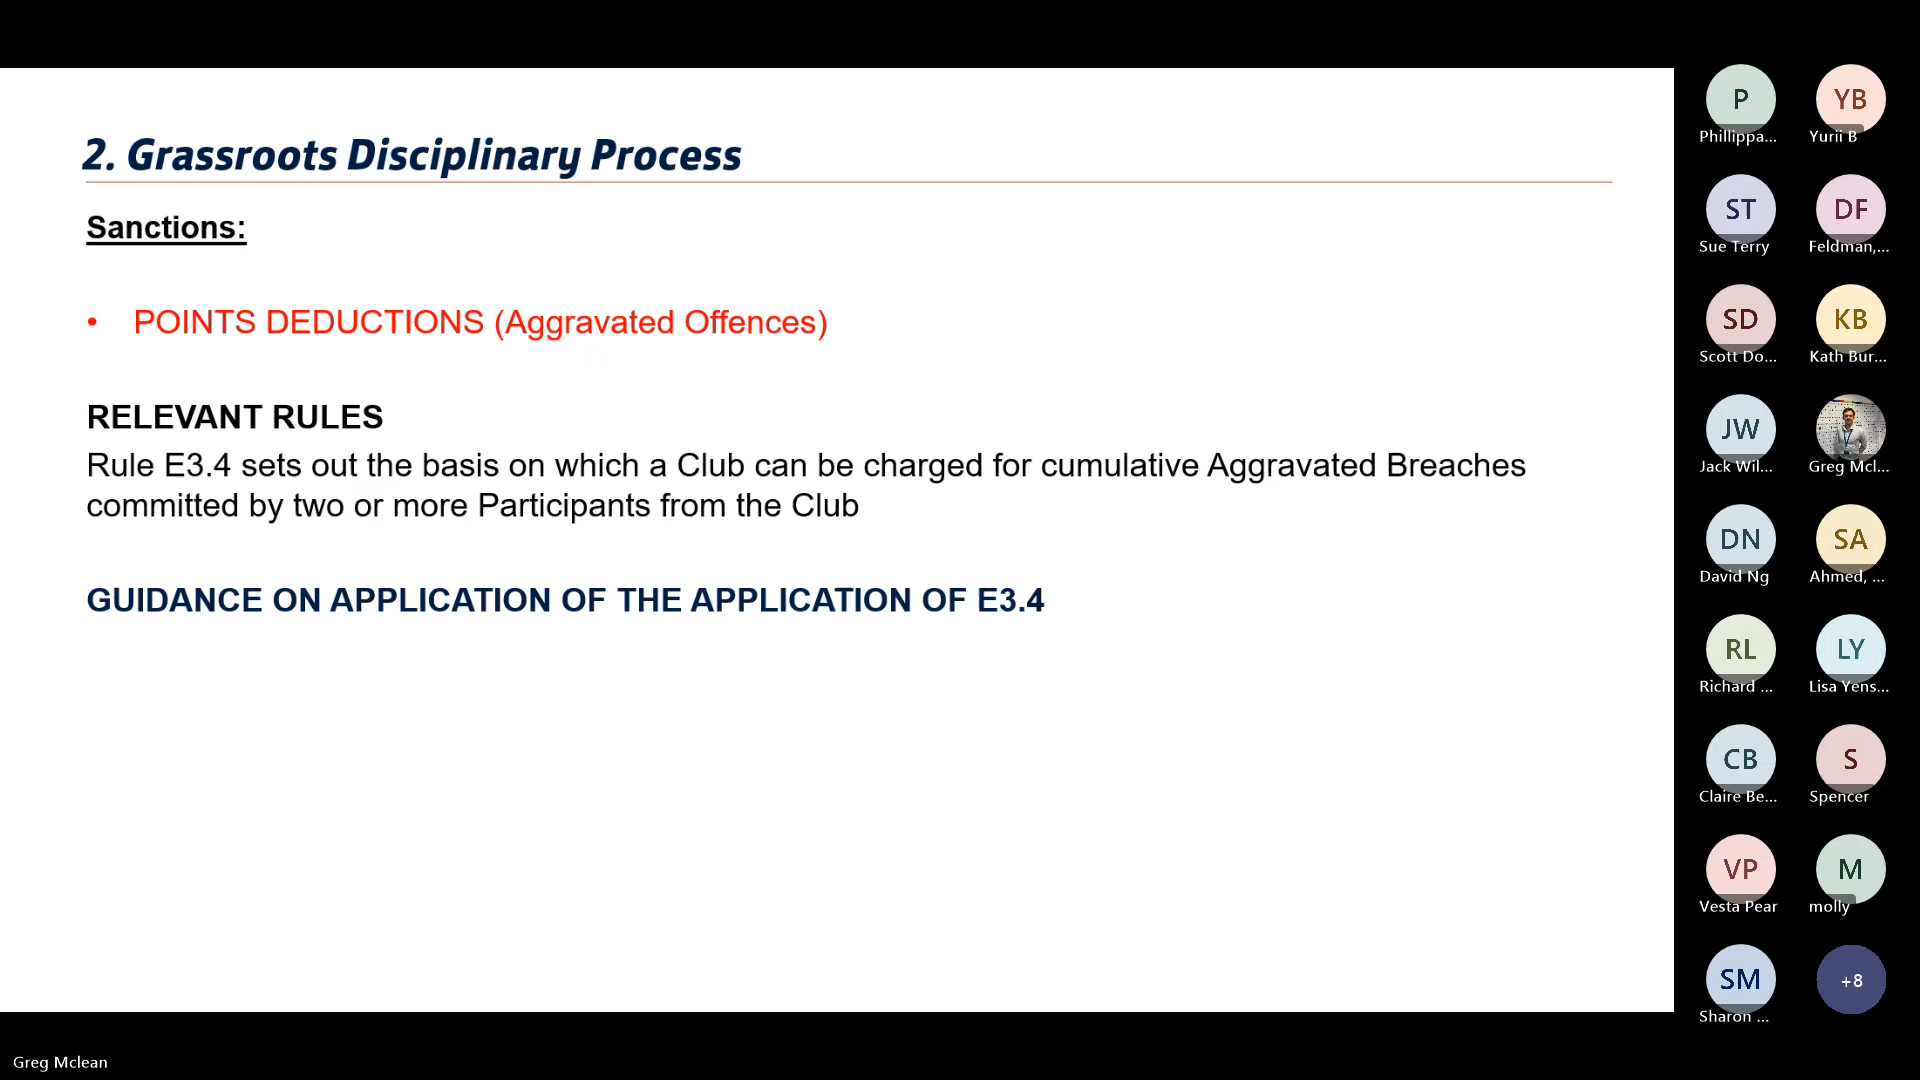 2. Grassroots Disciplinary Process
Sanctions:
• POINTS DEDUCTIONS (Aggravated Offences)
RELEVANT RULES
Rule E3.4 sets out the basis on which a Club can be charged for cumulative Aggravated Breaches
committed by two or more Participants from the Club
GUIDANCE ON APPLICATION OF THE APPLICATION OF E3.4
P
Phillippa...
YB
Yurii B
ST
Sue Terry
DF
Feldman,...
SD
Scott Do...
KB
Kath Bur...
JW
Jack Wil...
Greg Mcl...
DN
David Ng
SA
Ahmed, ...
RL
Richard ...
LY
Lisa Yens...
CB
Claire Be...
S
Spencer
VP
Vesta Pear
M
molly
SM
Sharon ...
+8
Greg Mclean